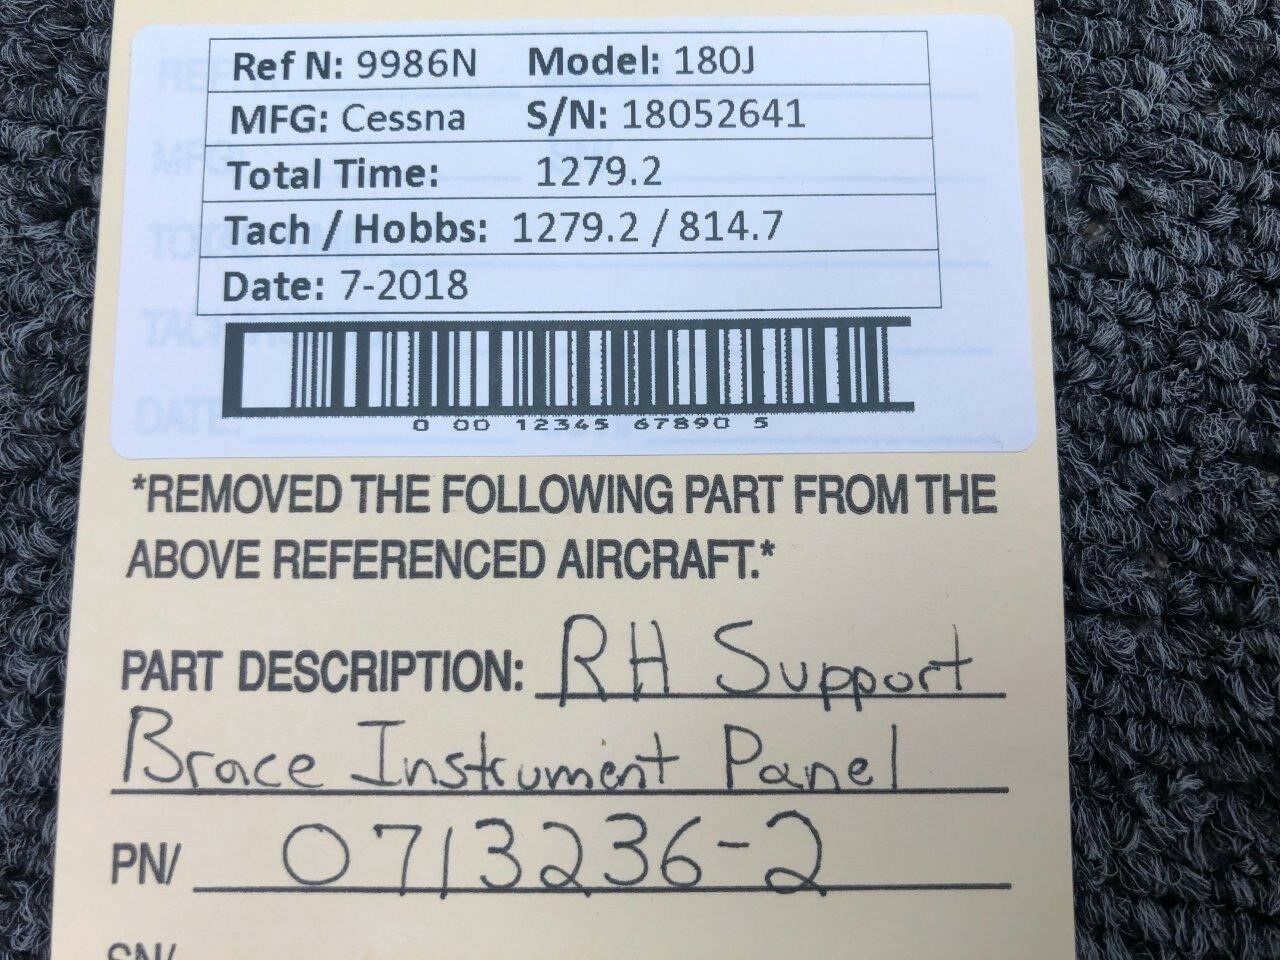 Ref N: 9986N Model: 180J
MFG: Cessna S/N: 18052641
Total Time: 1279.2
Tach / Hobbs: 1279.2 / 814.7
Date: 7-2018
0 00 12345 67890 5
*REMOVED THE FOLLOWING PART FROM THE
ABOVE REFERENCED AIRCRAFT.*
PART DESCRIPTION: RH Support
Brace Instrument Panel
PN/ 0713236-2
SN/